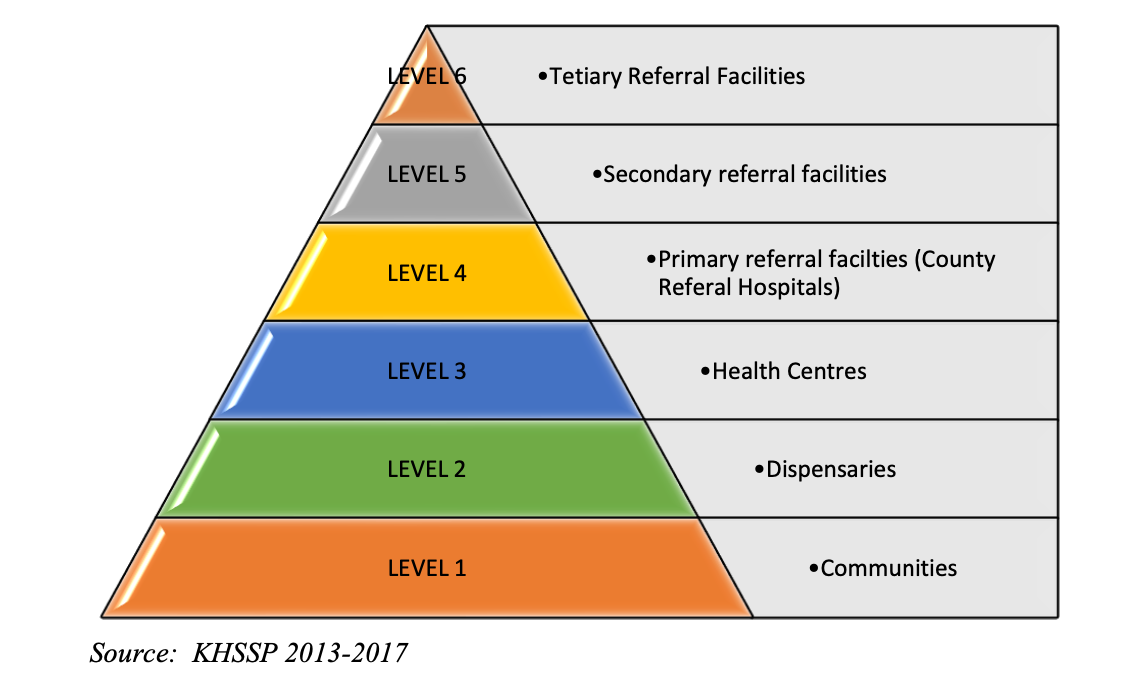 LEVEL 6
•Tetiary Referral Facilities
LEVEL 5
•Secondary referral facilities
LEVEL 4
•Primary referral facilties (County
Referal Hospitals)
LEVEL 3
•Health Centres
LEVEL 2
•Dispensaries
LEVEL 1
•Communities
Source: KHSSP 2013-2017